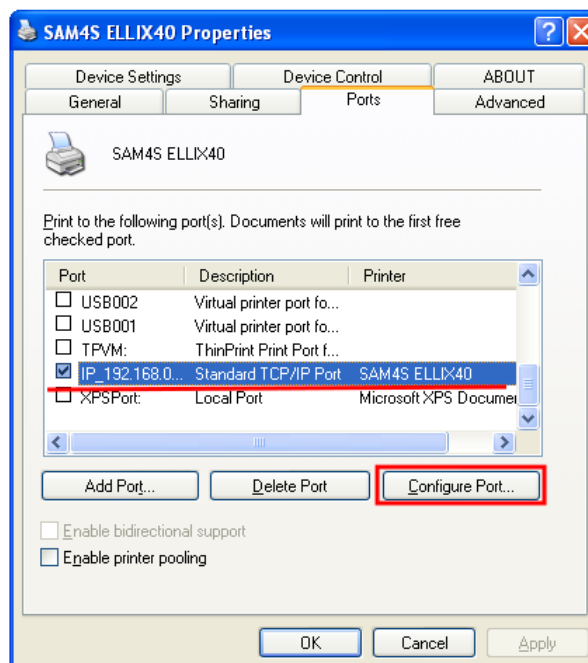 SAM4S ELLIX40 Properties
Device Settings Device Control ABOUT
General Sharing Ports Advanced
SAM4S ELLIX40
Print to the following port(s). Documents will print to the first free
checked port.
Port Description Printer
USB002 Virtual printer port fo...
USB001 Virtual printer port fo...
TPVM: ThinPrint Print Port f...
IP_192.168.0... Standard TCP/IP Port SAM4S ELLIX40
XPSPort: Local Port Microsoft XPS Documen
Add Port... Delete Port Configure Port...
Enable bidirectional support
Enable printer pooling
OK Cancel Apply